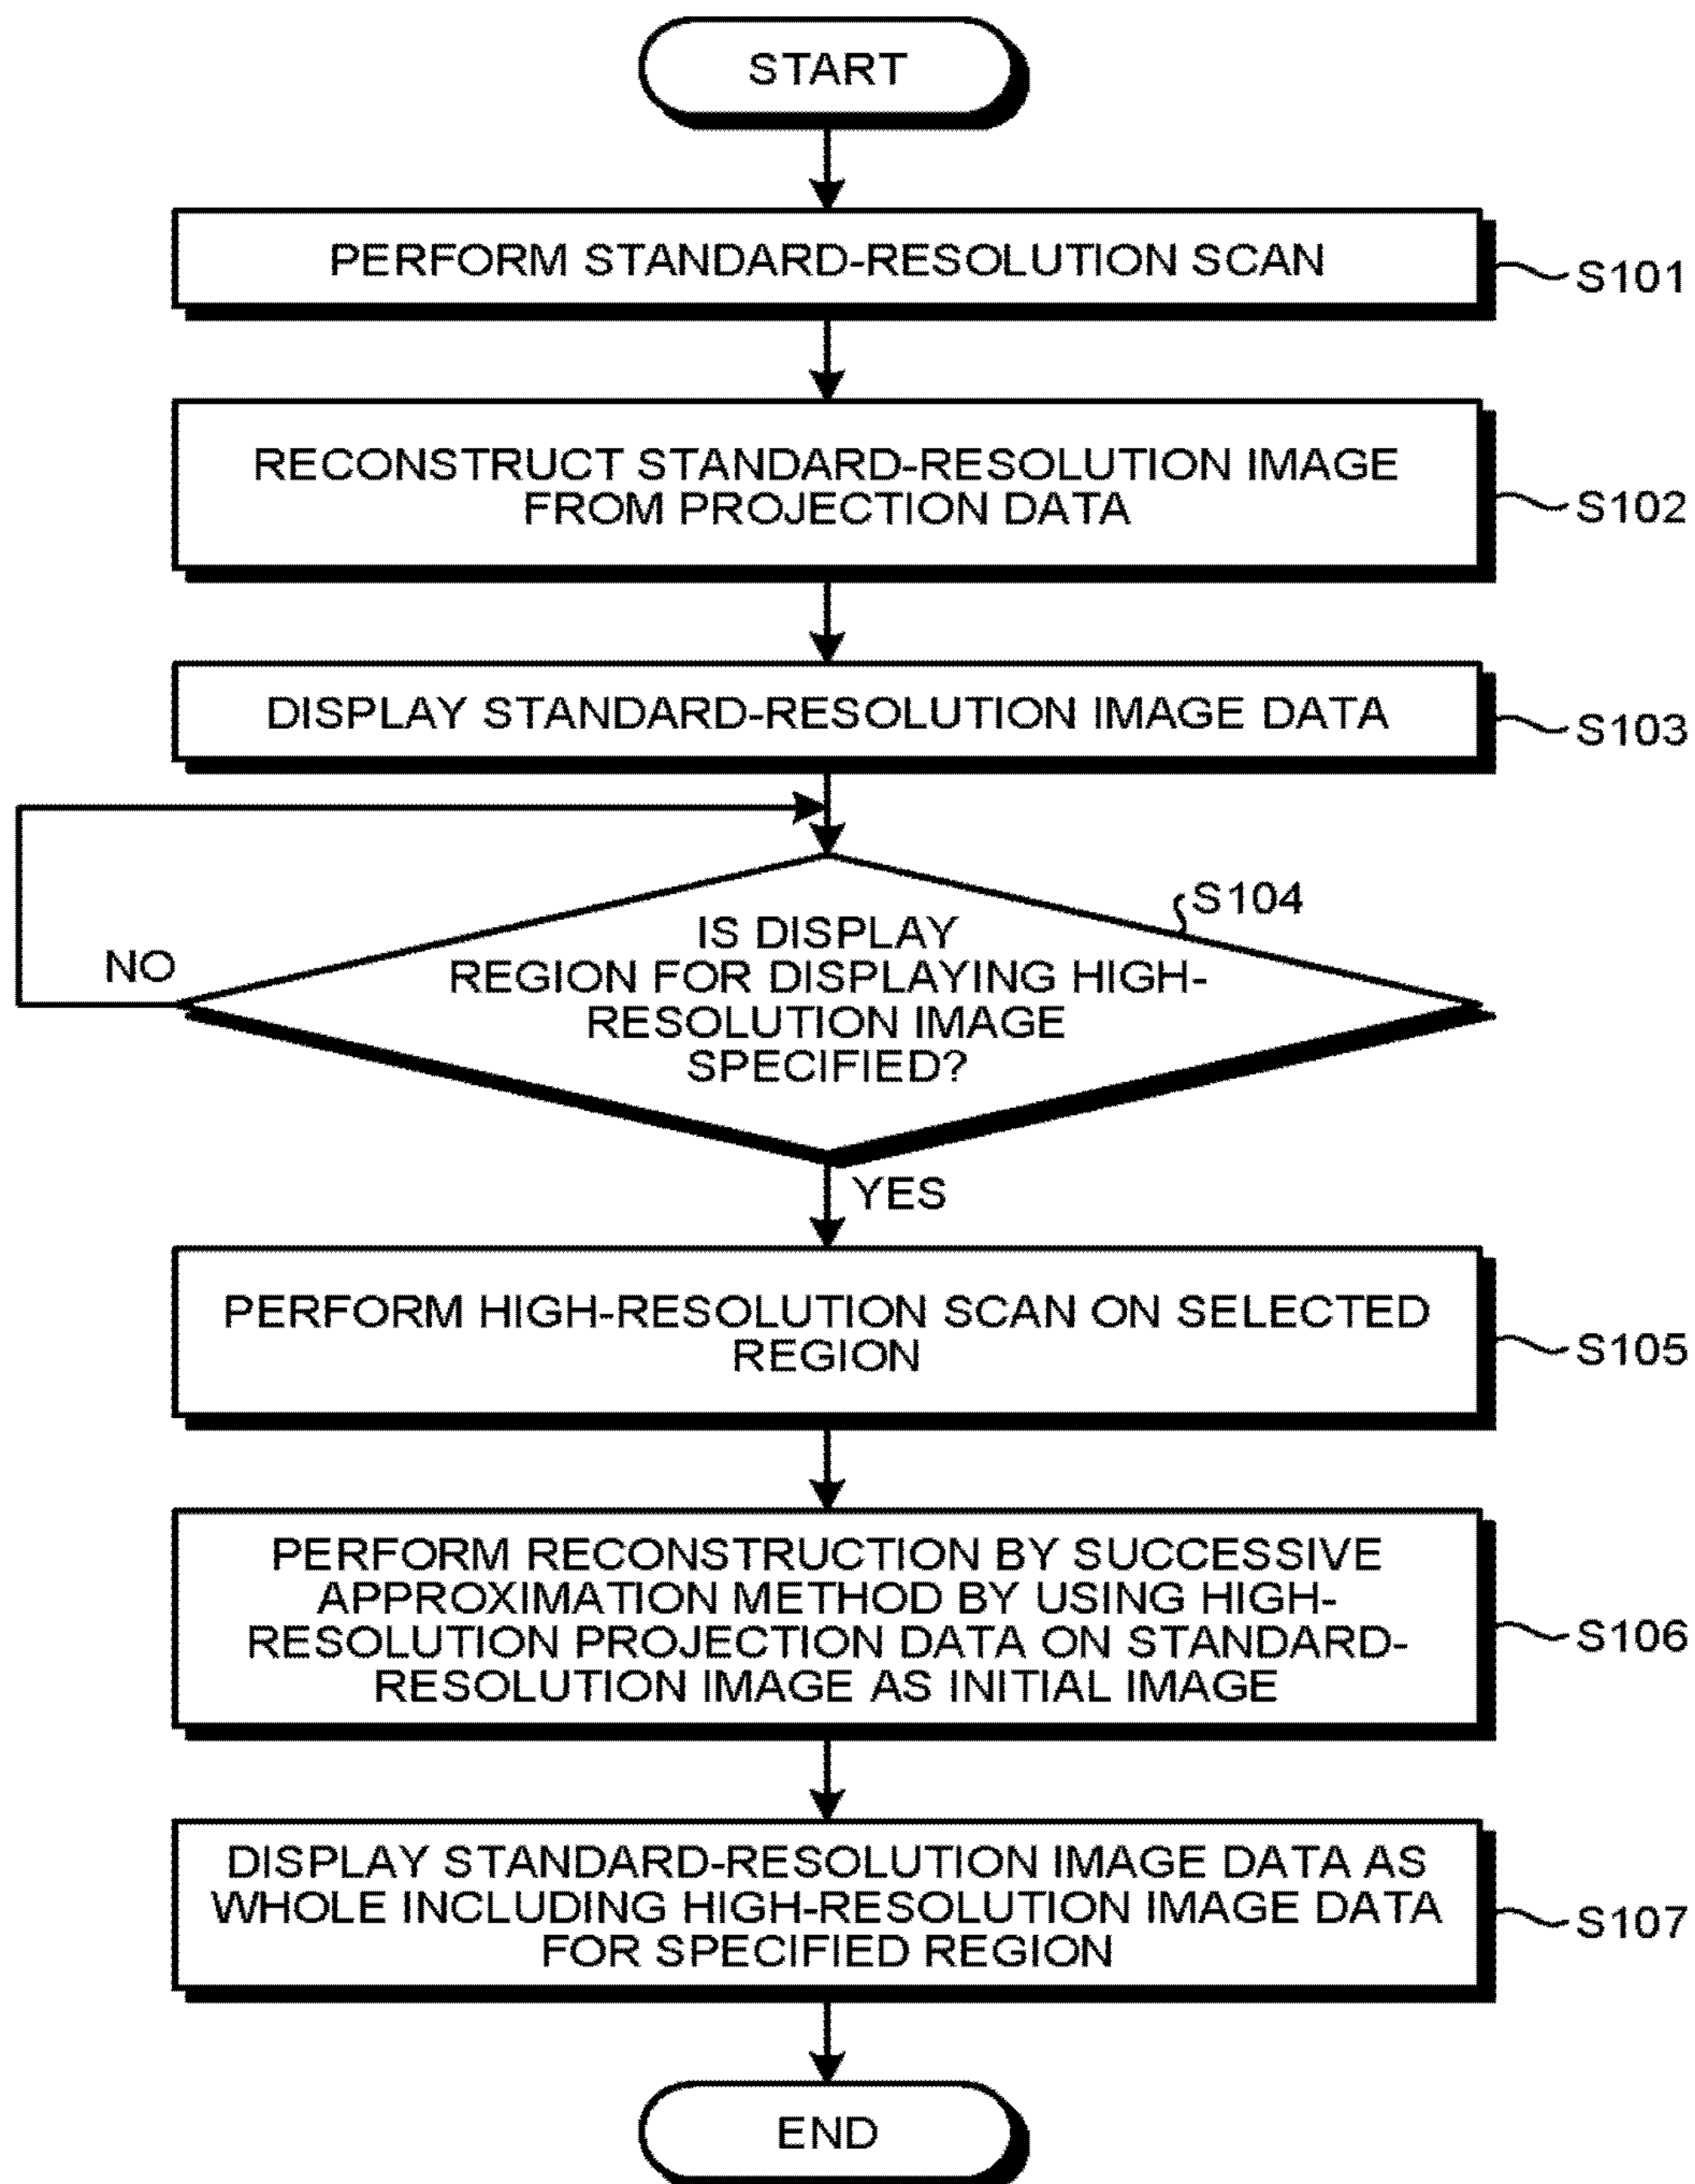 START
PERFORM STANDARD-RESOLUTION SCAN
S101
RECONSTRUCT STANDARD-RESOLUTION IMAGE
FROM PROJECTION DATA
S102
DISPLAY STANDARD-RESOLUTION IMAGE DATA
S103
S104
IS DISPLAY
REGION FOR DISPLAYING HIGH-
RESOLUTION IMAGE
SPECIFIED?
NO
YES
PERFORM HIGH-RESOLUTION SCAN ON SELECTED
REGION
S105
PERFORM RECONSTRUCTION BY SUCCESSIVE
APPROXIMATION METHOD BY USING HIGH-
RESOLUTION PROJECTION DATA ON STANDARD-
RESOLUTION IMAGE AS INITIAL IMAGE
S106
DISPLAY STANDARD-RESOLUTION IMAGE DATA AS
WHOLE INCLUDING HIGH-RESOLUTION IMAGE DATA
FOR SPECIFIED REGION
S107
END